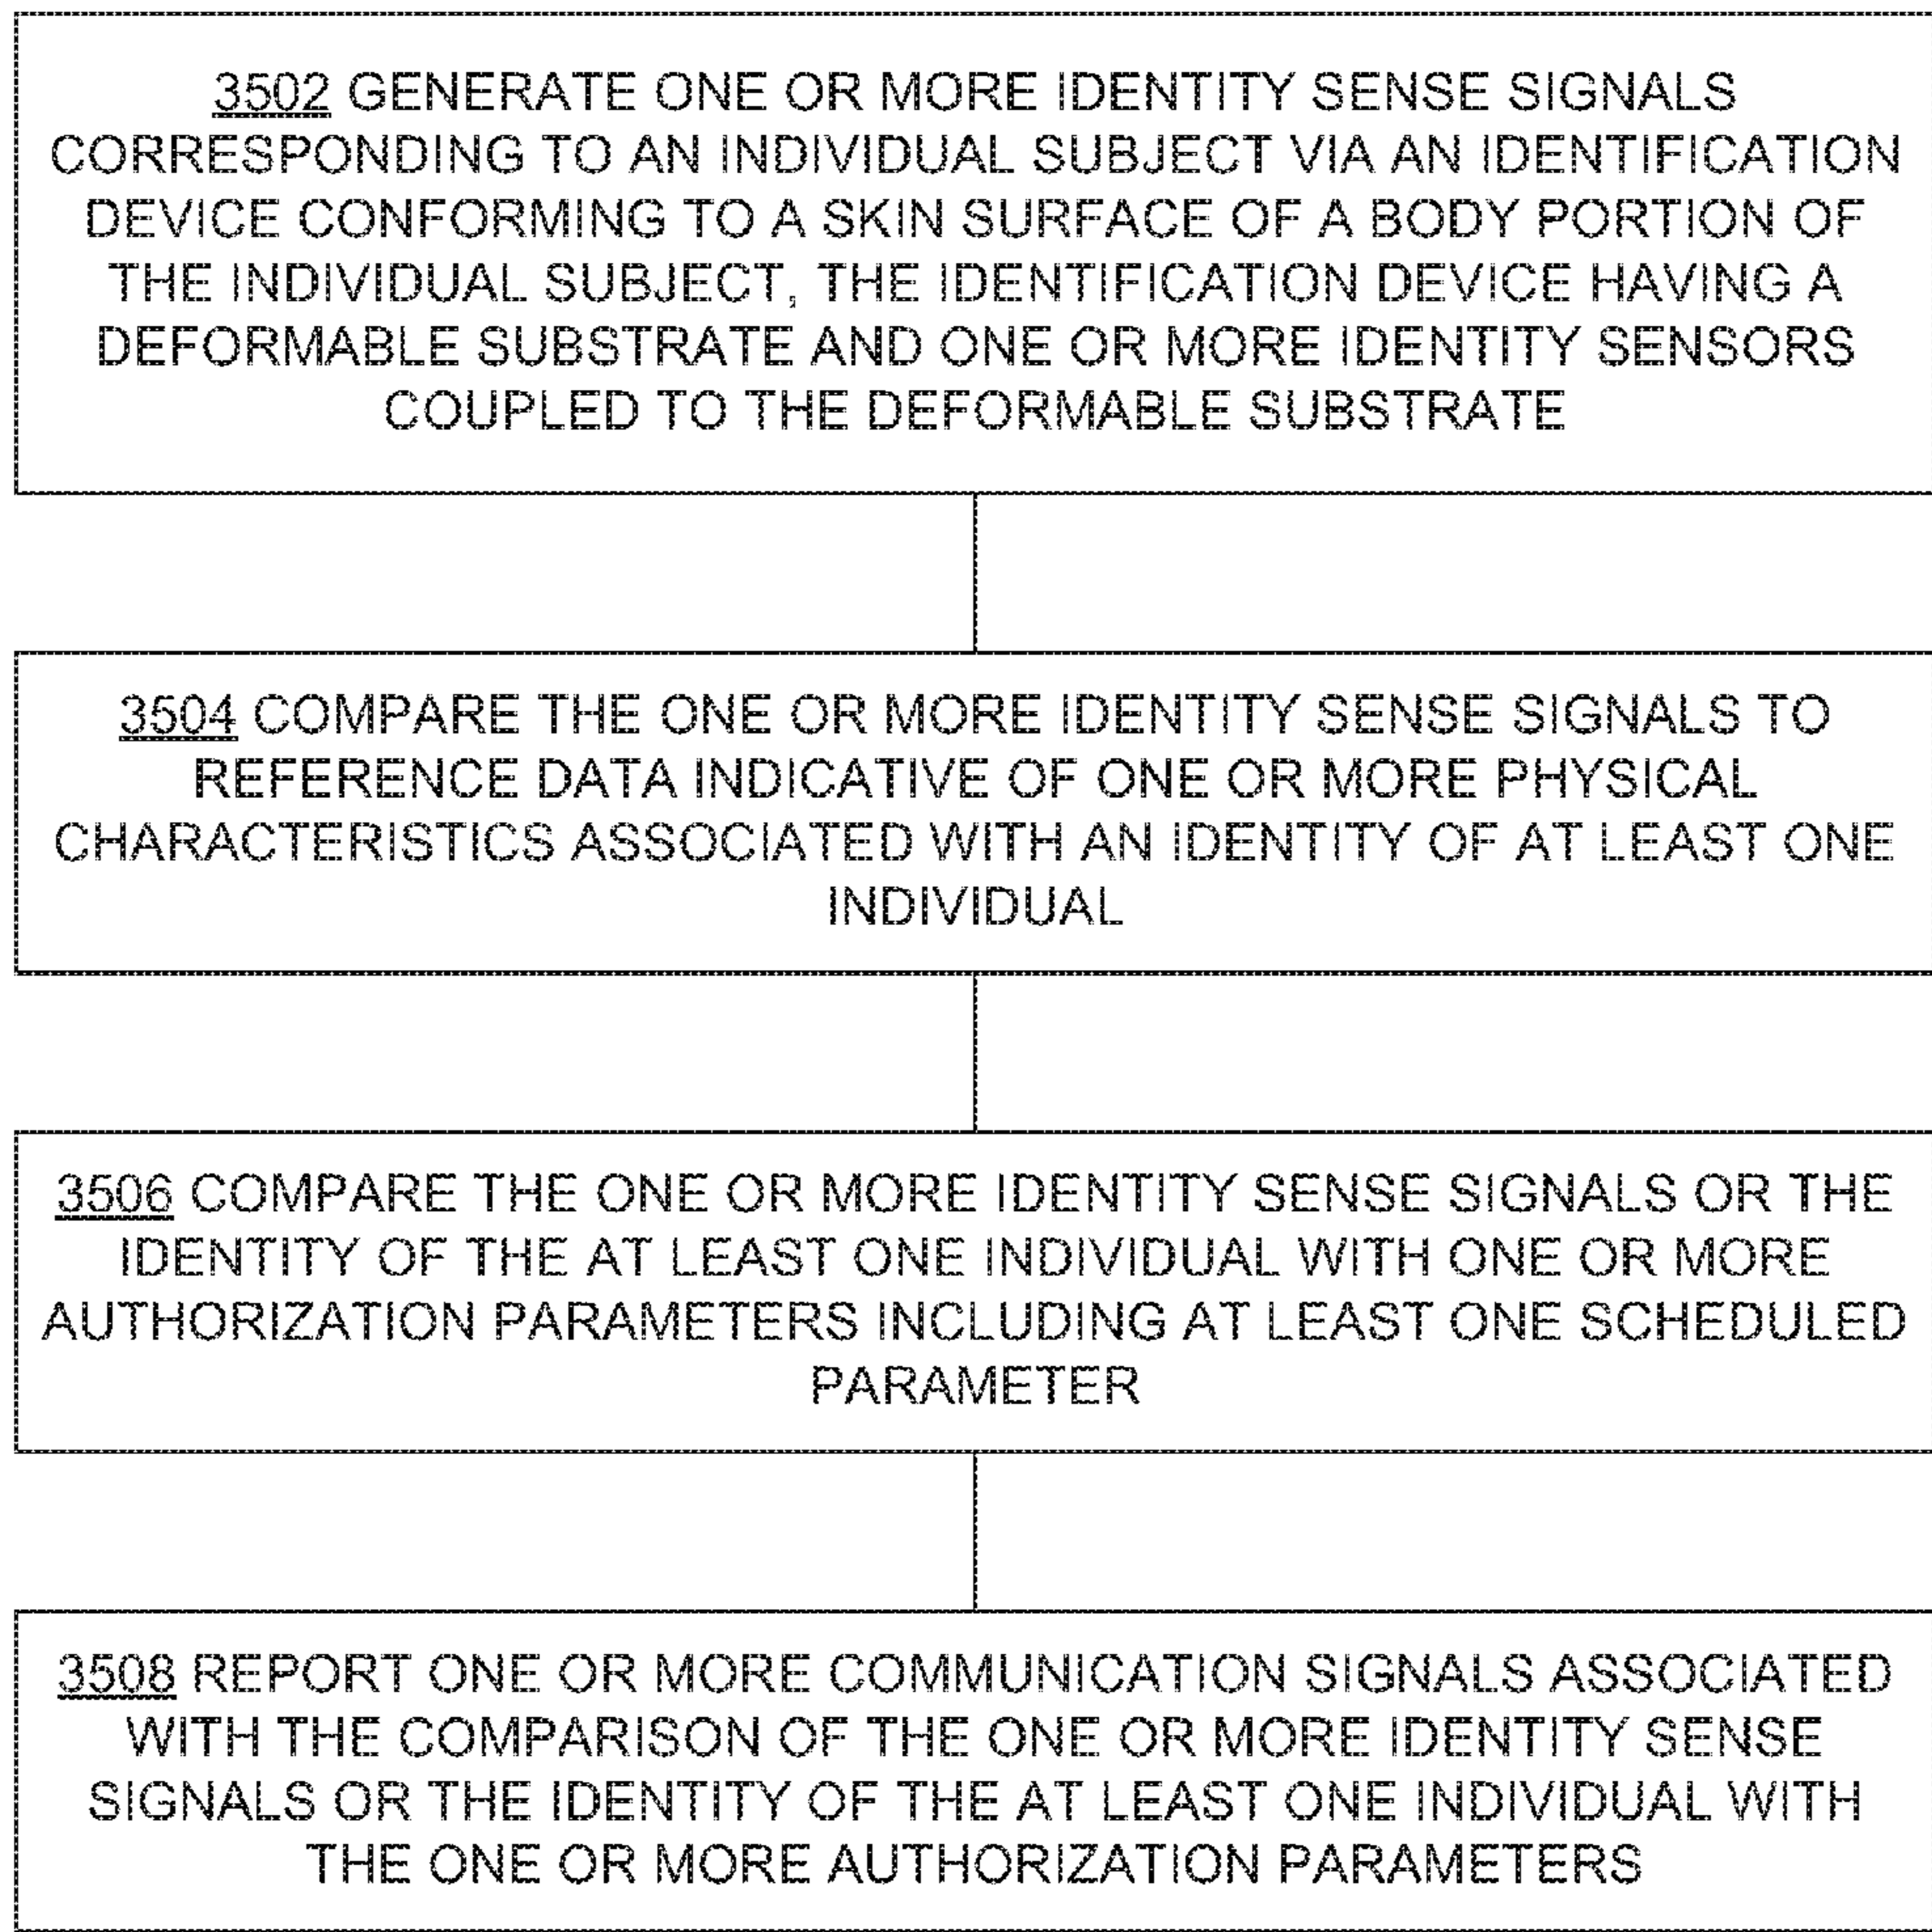 3502 GENERATE ONE OR MORE IDENTITY SENSE SIGNALS
CORRESPONDING TO AN INDIVIDUAL SUBJECT VIA AN IDENTIFICATION
DEVICE CONFORMING TO A SKIN SURFACE OF A BODY PORTION OF
THE INDIVIDUAL SUBJECT, THE IDENTIFICATION DEVICE HAVING A
DEFORMABLE SUBSTRATE AND ONE OR MORE IDENTITY SENSORS
COUPLED TO THE DEFORMABLE SUBSTRATE
3504 COMPARE THE ONE OR MORE IDENTITY SENSE SIGNALS TO
REFERENCE DATA INDICATIVE OF ONE OR MORE PHYSICAL
CHARACTERISTICS ASSOCIATED WITH AN IDENTITY OF AT LEAST ONE
INDIVIDUAL
3506 COMPARE THE ONE OR MORE IDENTITY SENSE SIGNALS OR THE
IDENTITY OF THE AT LEAST ONE INDIVIDUAL WITH ONE OR MORE
AUTHORIZATION PARAMETERS INCLUDING AT LEAST ONE SCHEDULED
PARAMETER
3508 REPORT ONE OR MORE COMMUNICATION SIGNALS ASSOCIATED
WITH THE COMPARISON OF THE ONE OR MORE IDENTITY SENSE
SIGNALS OR THE IDENTITY OF THE AT LEAST ONE INDIVIDUAL WITH
THE ONE OR MORE AUTHORIZATION PARAMETERS